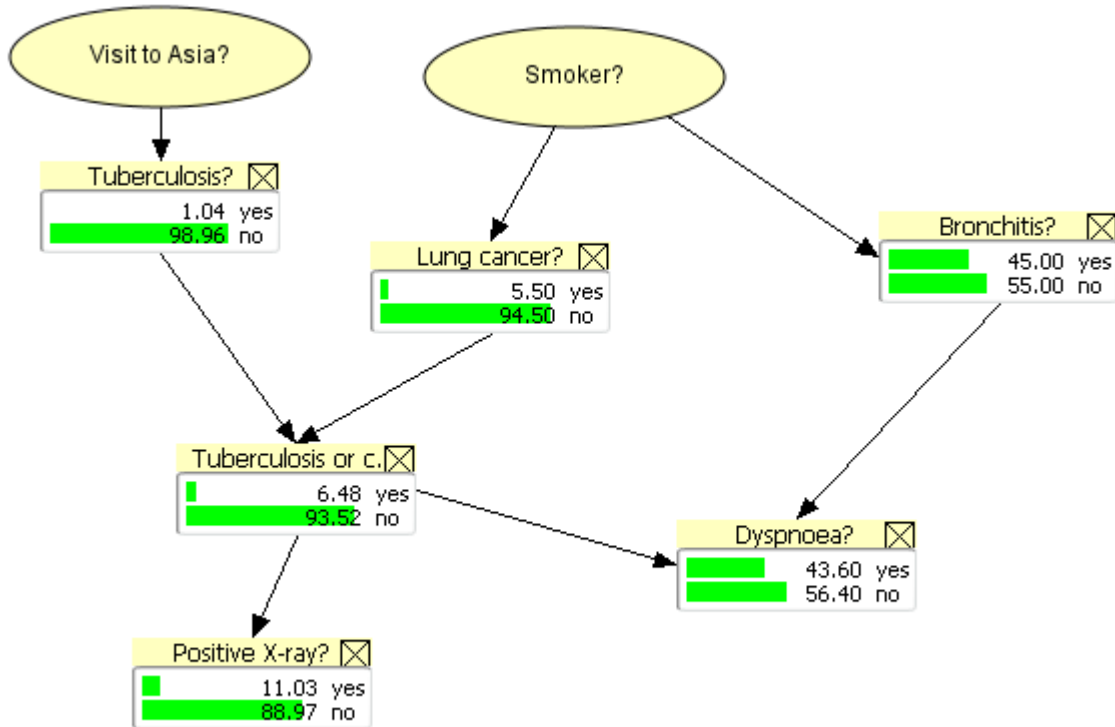 Visit to Asia?
Smoker?
Tuberculosis?
1.04 yes
98.96 no
Lung cancer?
5.50 yes
94.50 no
Bronchitis?
45.00 yes
55.00 no
Tuberculosis or c.
6.48 yes
93.52 no
Dyspnoea?
43.60 yes
56.40 no
Positive X-ray?
11.03 yes
88.97 no